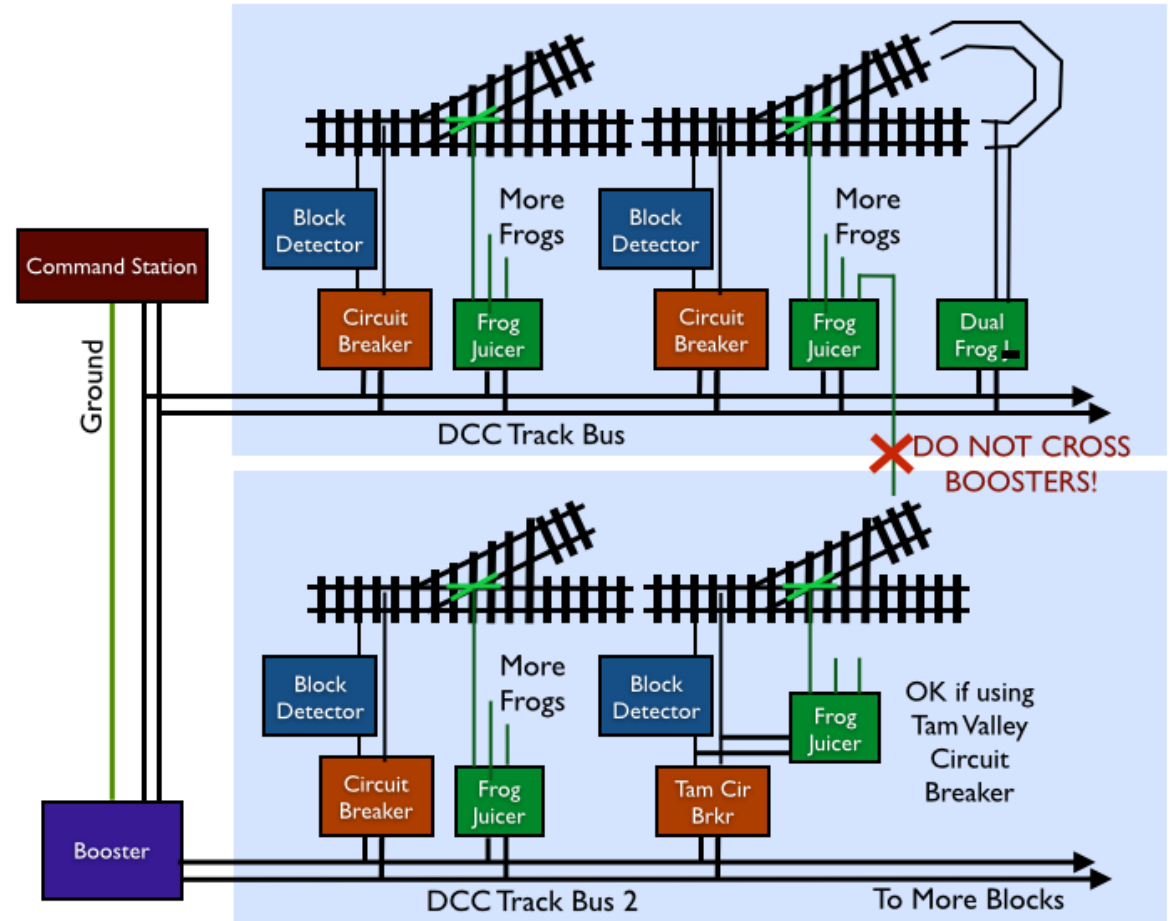 Command Station
Ground
Booster
Block
Detector
Circuit
Breaker
More
Frogs
Frog
Juicer
Block
Detector
Circuit
Breaker
More
Frogs
Frog
Juicer
Dual
Frog J
DCC Track Bus
DO NOT CROSS
BOOSTERS!
Block
Detector
Circuit
Breaker
More
Frogs
Frog
Juicer
Block
Detector
Tam Cir
Brkr
Frog
Juicer
OK if using
Tam Valley
Circuit
Breaker
DCC Track Bus 2
To More Blocks